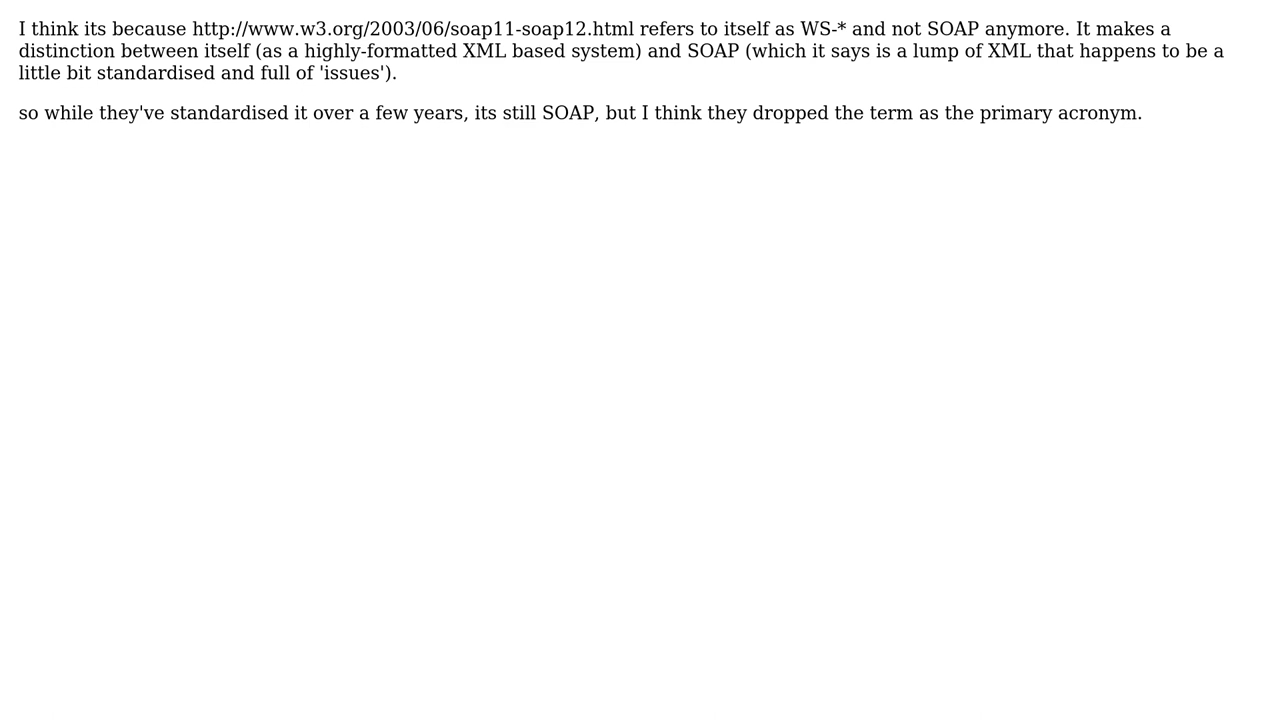 I think its because http://www.w3.org/2003/06/soap11-soap12.html refers to itself as WS-* and not SOAP anymore. It makes a
distinction between itself (as a highly-formatted XML based system) and SOAP (which it says is a lump of XML that happens to be a
little bit standardised and full of 'issues').
so while they've standardised it over a few years, its still SOAP, but I think they dropped the term as the primary acronym.